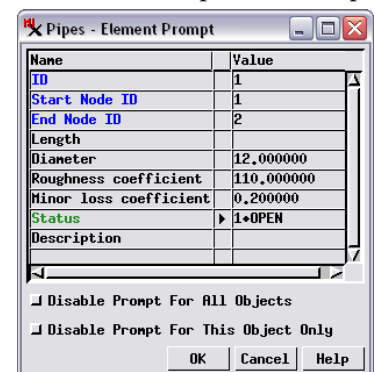 Pipes - Element Prompt
Name Value
ID 1
Start Node ID 1
End Node ID 2
Length
Diameter 12.000000
Roughness coefficient 110.000000
Minor loss coefficient 0.200000
Status 1◆OPEN
Description
Disable Prompt For All Objects
Disable Prompt For This Object Only
OK Cancel Help